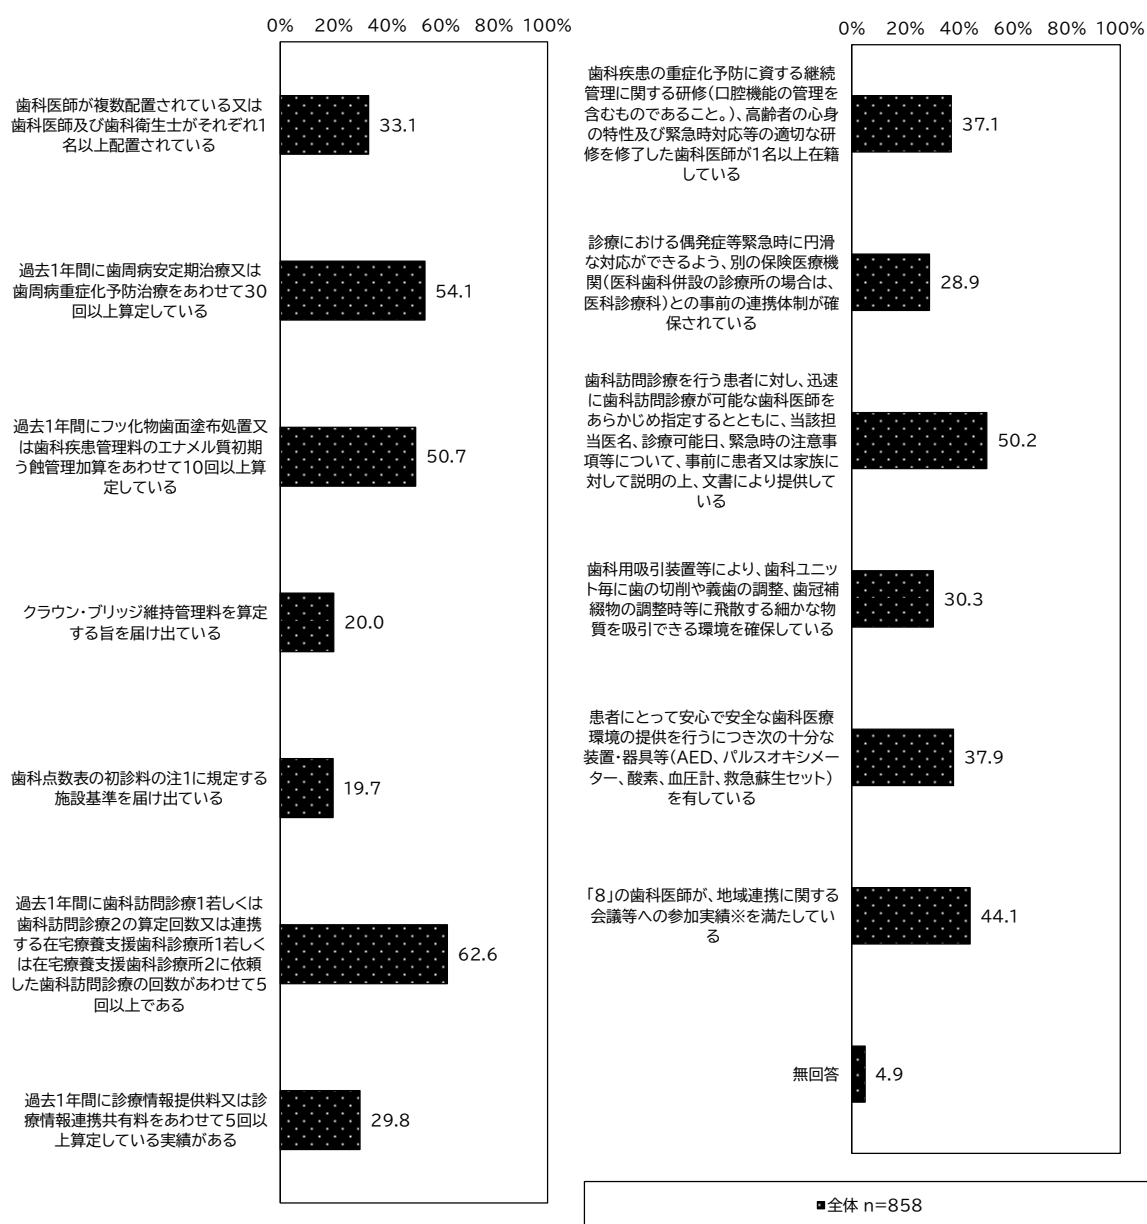 0% 20% 40% 60% 80% 100%
歯科医師が複数配置されている又は
歯科医師及び歯科衛生士がそれぞれ1
名以上配置されている
33.1
過去1年間に歯周病安定期治療又は
歯周病重症化予防治療をあわせて30
回以上算定している
54.1
過去1年間にフッ化物歯面塗布処置又
は歯科疾患管理料のエナメル質初期
う蝕管理加算をあわせて10回以上算
定している
50.7
クラウン・ブリッジ維持管理料を算定
する旨を届け出ている
20.0
歯科点数表の初診料の注1に規定する
施設基準を届け出ている
19.7
過去1年間に歯科訪問診療1若しくは
歯科訪問診療2の算定回数又は連携
する在宅療養支援歯科診療所1若しく
は在宅療養支援歯科診療所2に依頼
した歯科訪問診療の回数があわせて5
回以上である
62.6
過去1年間に診療情報提供料又は診
療情報連携共有料をあわせて5回以
上算定している実績がある
29.8
0% 20% 40% 60% 80% 100%
歯科疾患の重症化予防に資する継続
管理に関する研修(口腔機能の管理を
含むものであること。)、高齢者の心身
の特性及び緊急時対応等の適切な研
修を修了した歯科医師が1名以上在籍
している
37.1
診療における偶発症等緊急時に円滑
な対応ができるよう、別の保険医療機
関(医科歯科併設の診療所の場合は、
医科診療科)との事前の連携体制が確
保されている
28.9
歯科訪問診療を行う患者に対し、迅速
に歯科訪問診療が可能な歯科医師を
あらかじめ指定するとともに、当該担
当医名、診療可能日、緊急時の注意事
項等について、事前に患者又は家族に
対して説明の上、文書により提供して
いる
50.2
歯科用吸引装置等により、歯科ユニッ
ト毎に歯の切削や義歯の調整、歯冠補
綴物の調整時等に飛散する細かな物
質を吸引できる環境を確保している
30.3
患者にとって安心で安全な歯科医療
環境の提供を行うにつき次の十分な
装置・器具等(AED、パルスオキシメー
ター、酸素、血圧計、救急蘇生セット)
を有している
37.9
「8」の歯科医師が、地域連携に関する
会議等への参加実績※を満たしてい
る
44.1
無回答
4.9
全体 n=858